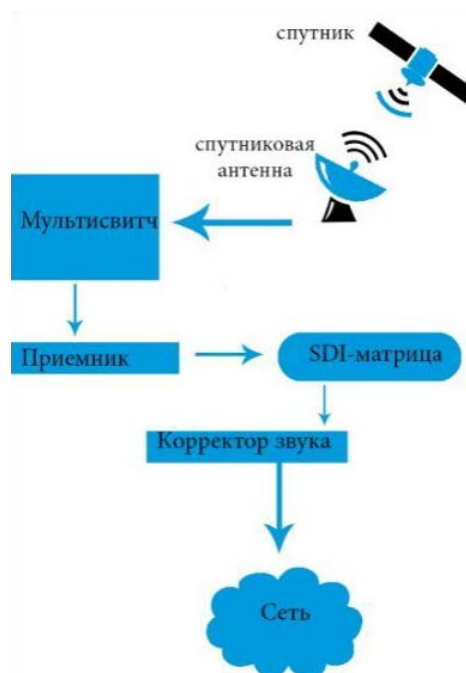 спутник
спутниковая
антенна
Мультисвитч
Приемник
SDI-матрица
Корректор звука
Сеть